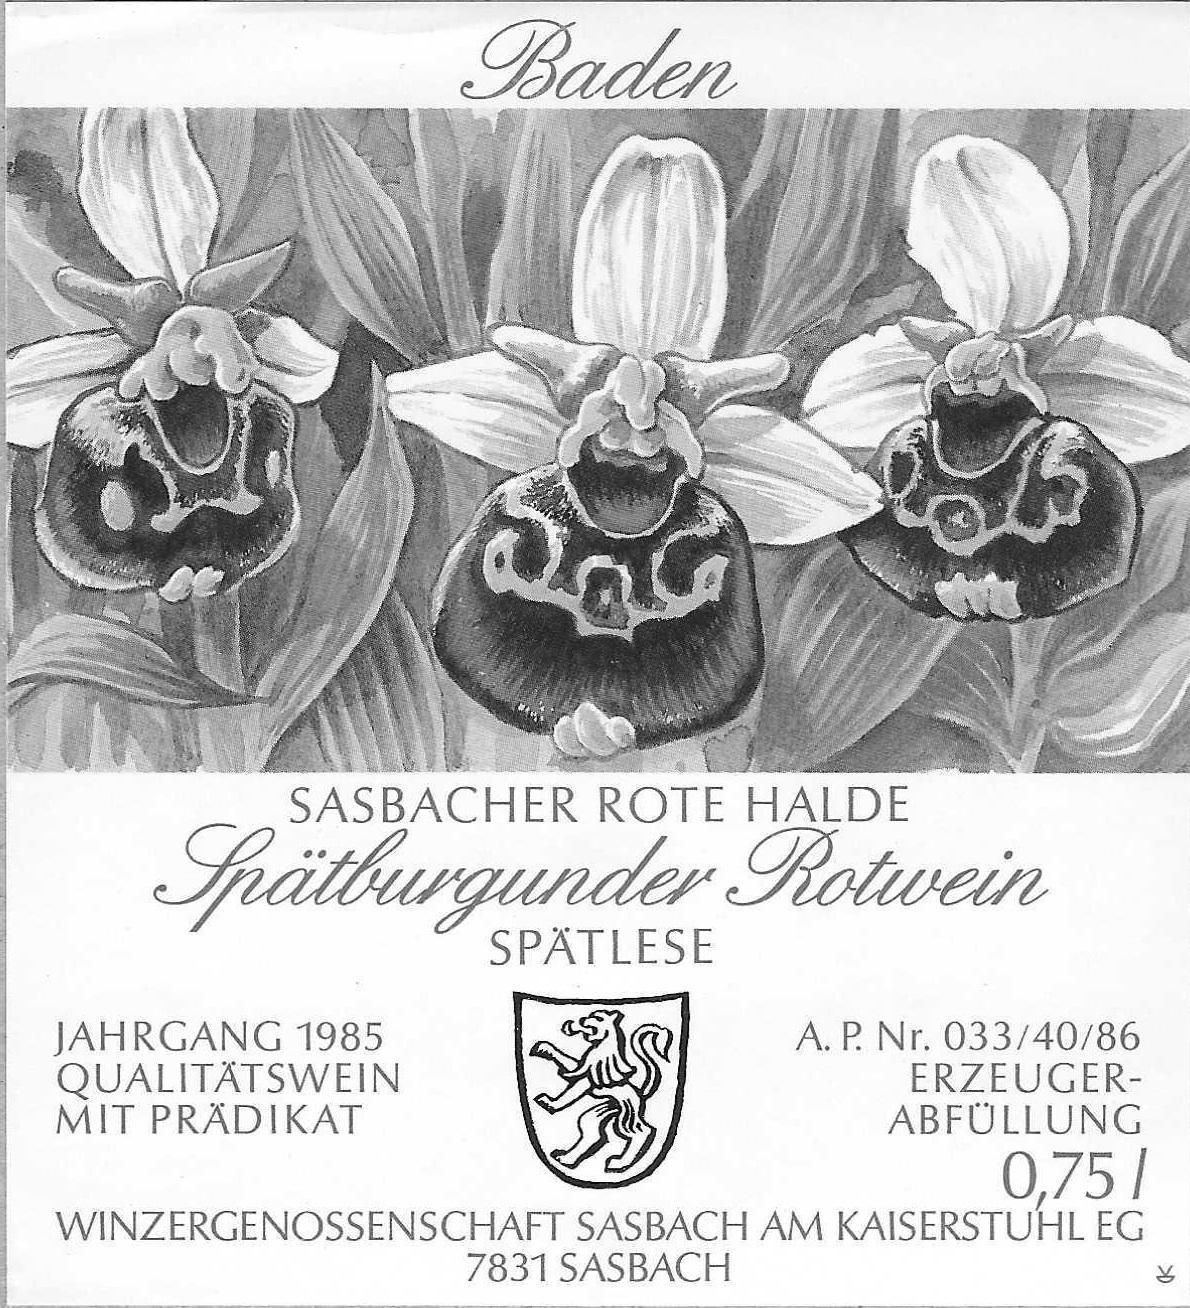 Baden
SASBACHER ROTE HALDE
Spätburgunder Rotwein
SPÄTLESE
JAHRGANG 1985
QUALITÄTSWEIN
MIT PRÄDIKAT
A. P. Nr. 033/40/86
ERZEUGER-
ABFÜLLUNG
0,75 l
WINZERGENOSSENSCHAFT SASBACH AM KAISERSTUHL EG
7831 SASBACH